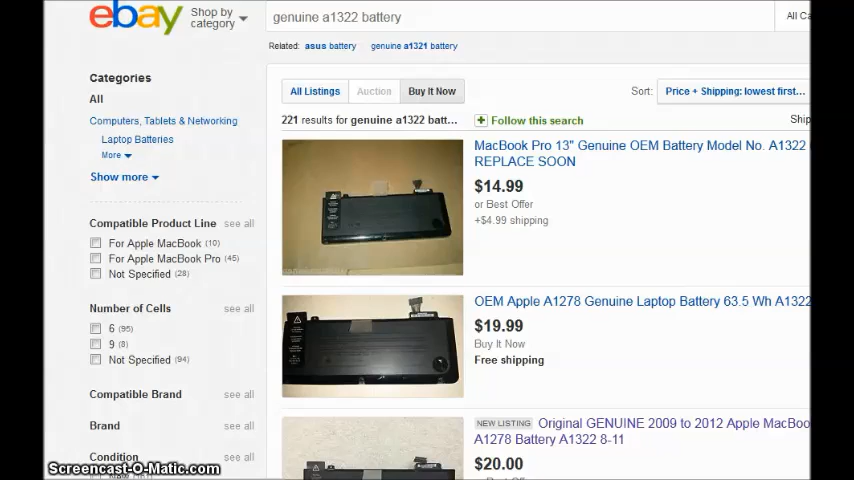 ebay
Shop by
category
genuine a1322 battery
All Ca
Related: asus battery genuine a1321 battery
Categories
All
Computers, Tablets & Networking
Laptop Batteries
More
Show more
Compatible Product Line see all
For Apple MacBook (10)
For Apple MacBook Pro (45)
Not Specified (28)
Number of Cells see all
6 (95)
9 (8)
Not Specified (94)
Compatible Brand see all
Brand see all
Condition see all
All Listings Auction Buy It Now
Sort: Price + Shipping: lowest first...
221 results for genuine a1322 batt... Follow this search
Ship
MacBook Pro 13" Genuine OEM Battery Model No. A1322
REPLACE SOON
$14.99
or Best Offer
+$4.99 shipping
OEM Apple A1278 Genuine Laptop Battery 63.5 Wh A1322
$19.99
Buy It Now
Free shipping
NEW LISTING Original GENUINE 2009 to 2012 Apple MacBoo
A1278 Battery A1322 8-11
$20.00
Screencast-O-Matic.com